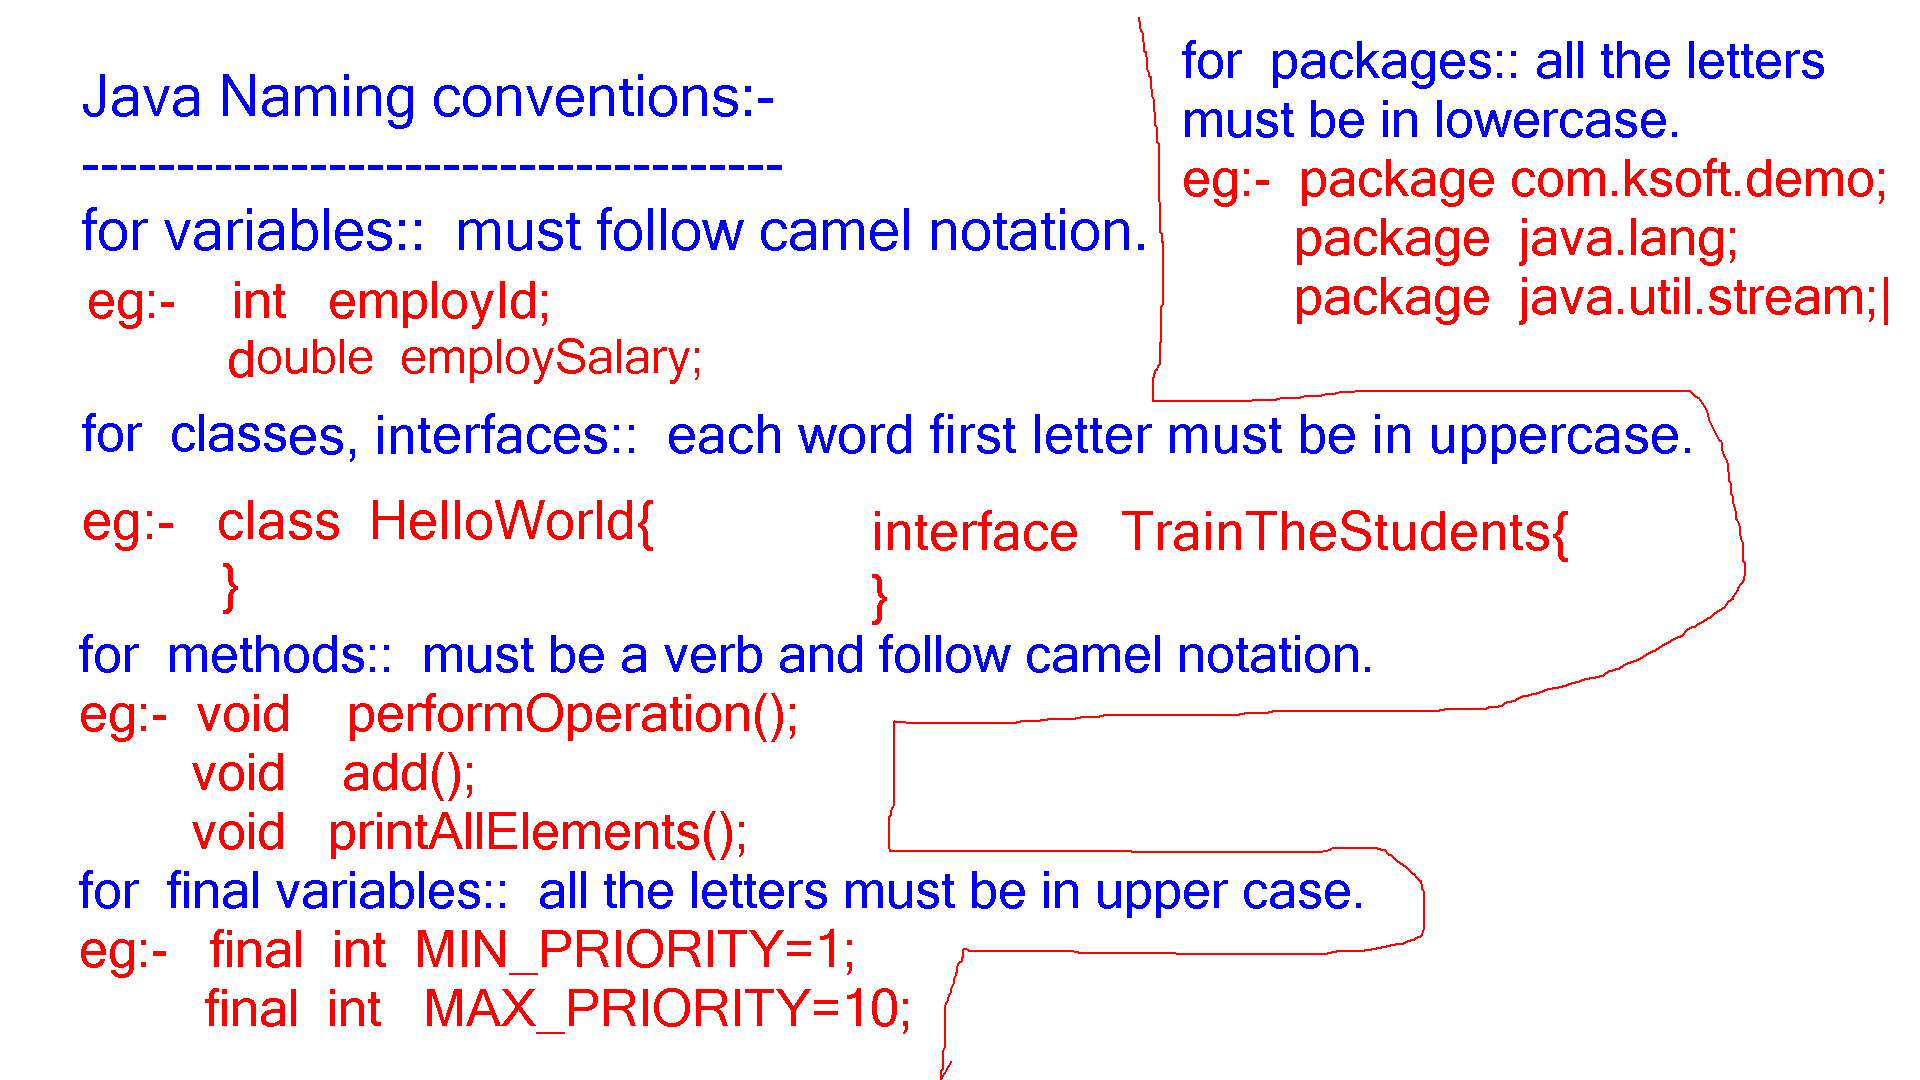 Java Naming conventions:-
-------------------------------------
for variables:: must follow camel notation.
eg:- int employId;
double employSalary;
for classes, interfaces:: each word first letter must be in uppercase.
eg:- class HelloWorld{
}
interface TrainTheStudents{
}
for methods:: must be a verb and follow camel notation.
eg:- void performOperation();
void add();
void printAllElements();
for final variables:: all the letters must be in upper case.
eg:- final int MIN_PRIORITY=1;
final int MAX_PRIORITY=10;
for packages:: all the letters
must be in lowercase.
eg:- package com.ksoft.demo;
package java.lang;
package java.util.stream;|